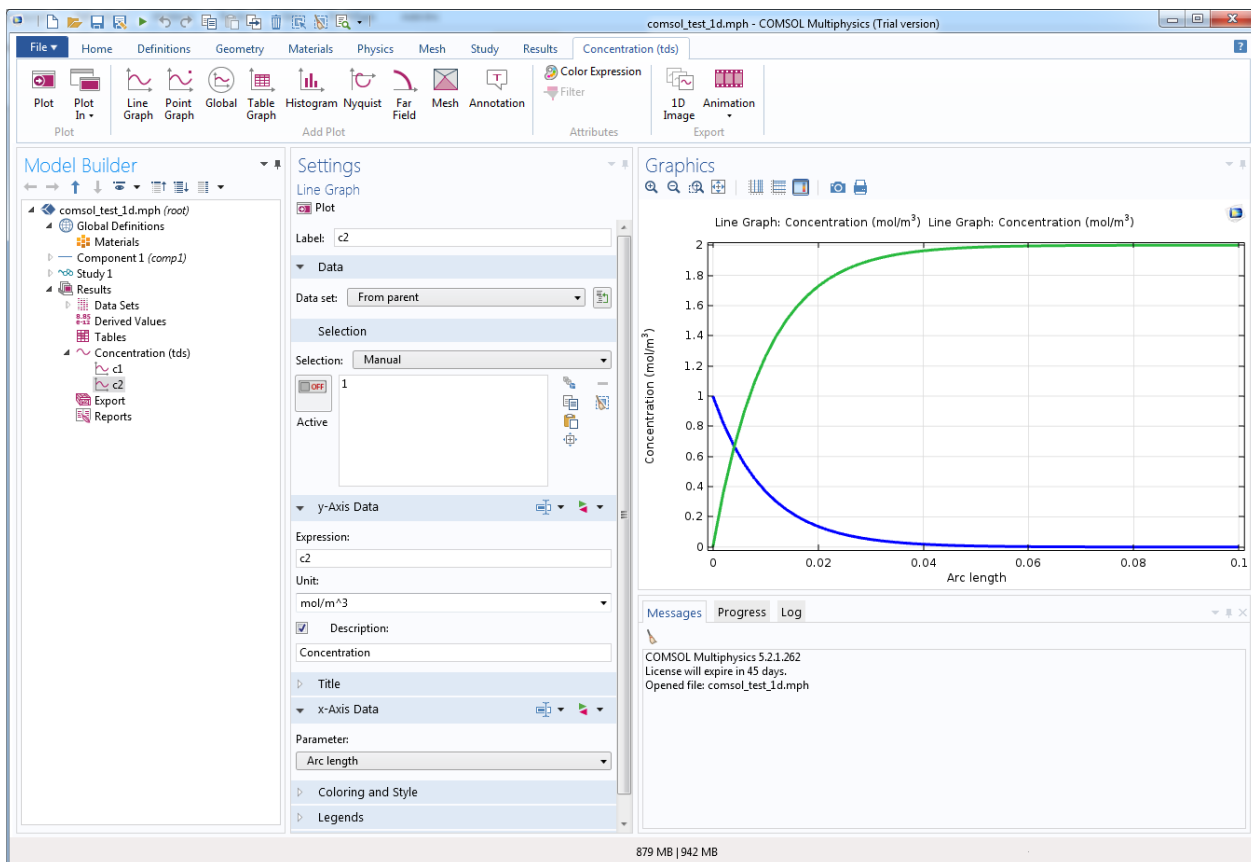 comsol_test_1d.mph - COMSOL Multiphysics (Trial version)
File Home Definitions Geometry Materials Physics Mesh Study Results Concentration (tds)
Plot
Plot In
Line Graph
Point Graph
Global
Table Graph
Histogram
Nyquist
Far Field
Mesh
Annotation
Color Expression
Filter
1D Image
Animation
Plot
Add Plot
Attributes
Export
Model Builder
comsol_test_1d.mph (root)
Global Definitions
Materials
Component 1 (comp1)
Study 1
Results
Data Sets
8.85
e-12
Derived Values
Tables
Concentration (tds)
c1
c2
Export
Reports
Settings
Line Graph
Plot
Label: c2
Data
Data set: From parent
Selection
Selection: Manual
OFF
1
Active
y-Axis Data
Expression:
c2
Unit:
mol/m^3
Description:
Concentration
Title
x-Axis Data
Parameter:
Arc length
Coloring and Style
Legends
Graphics
Line Graph: Concentration (mol/m³) Line Graph: Concentration (mol/m³)
Concentration (mol/m³)
2
1.8
1.6
1.4
1.2
1
0.8
0.6
0.4
0.2
0
0 0.02 0.04 0.06 0.08 0.1
Arc length
Messages Progress Log
COMSOL Multiphysics 5.2.1.262
License will expire in 45 days.
Opened file: comsol_test_1d.mph
879 MB | 942 MB